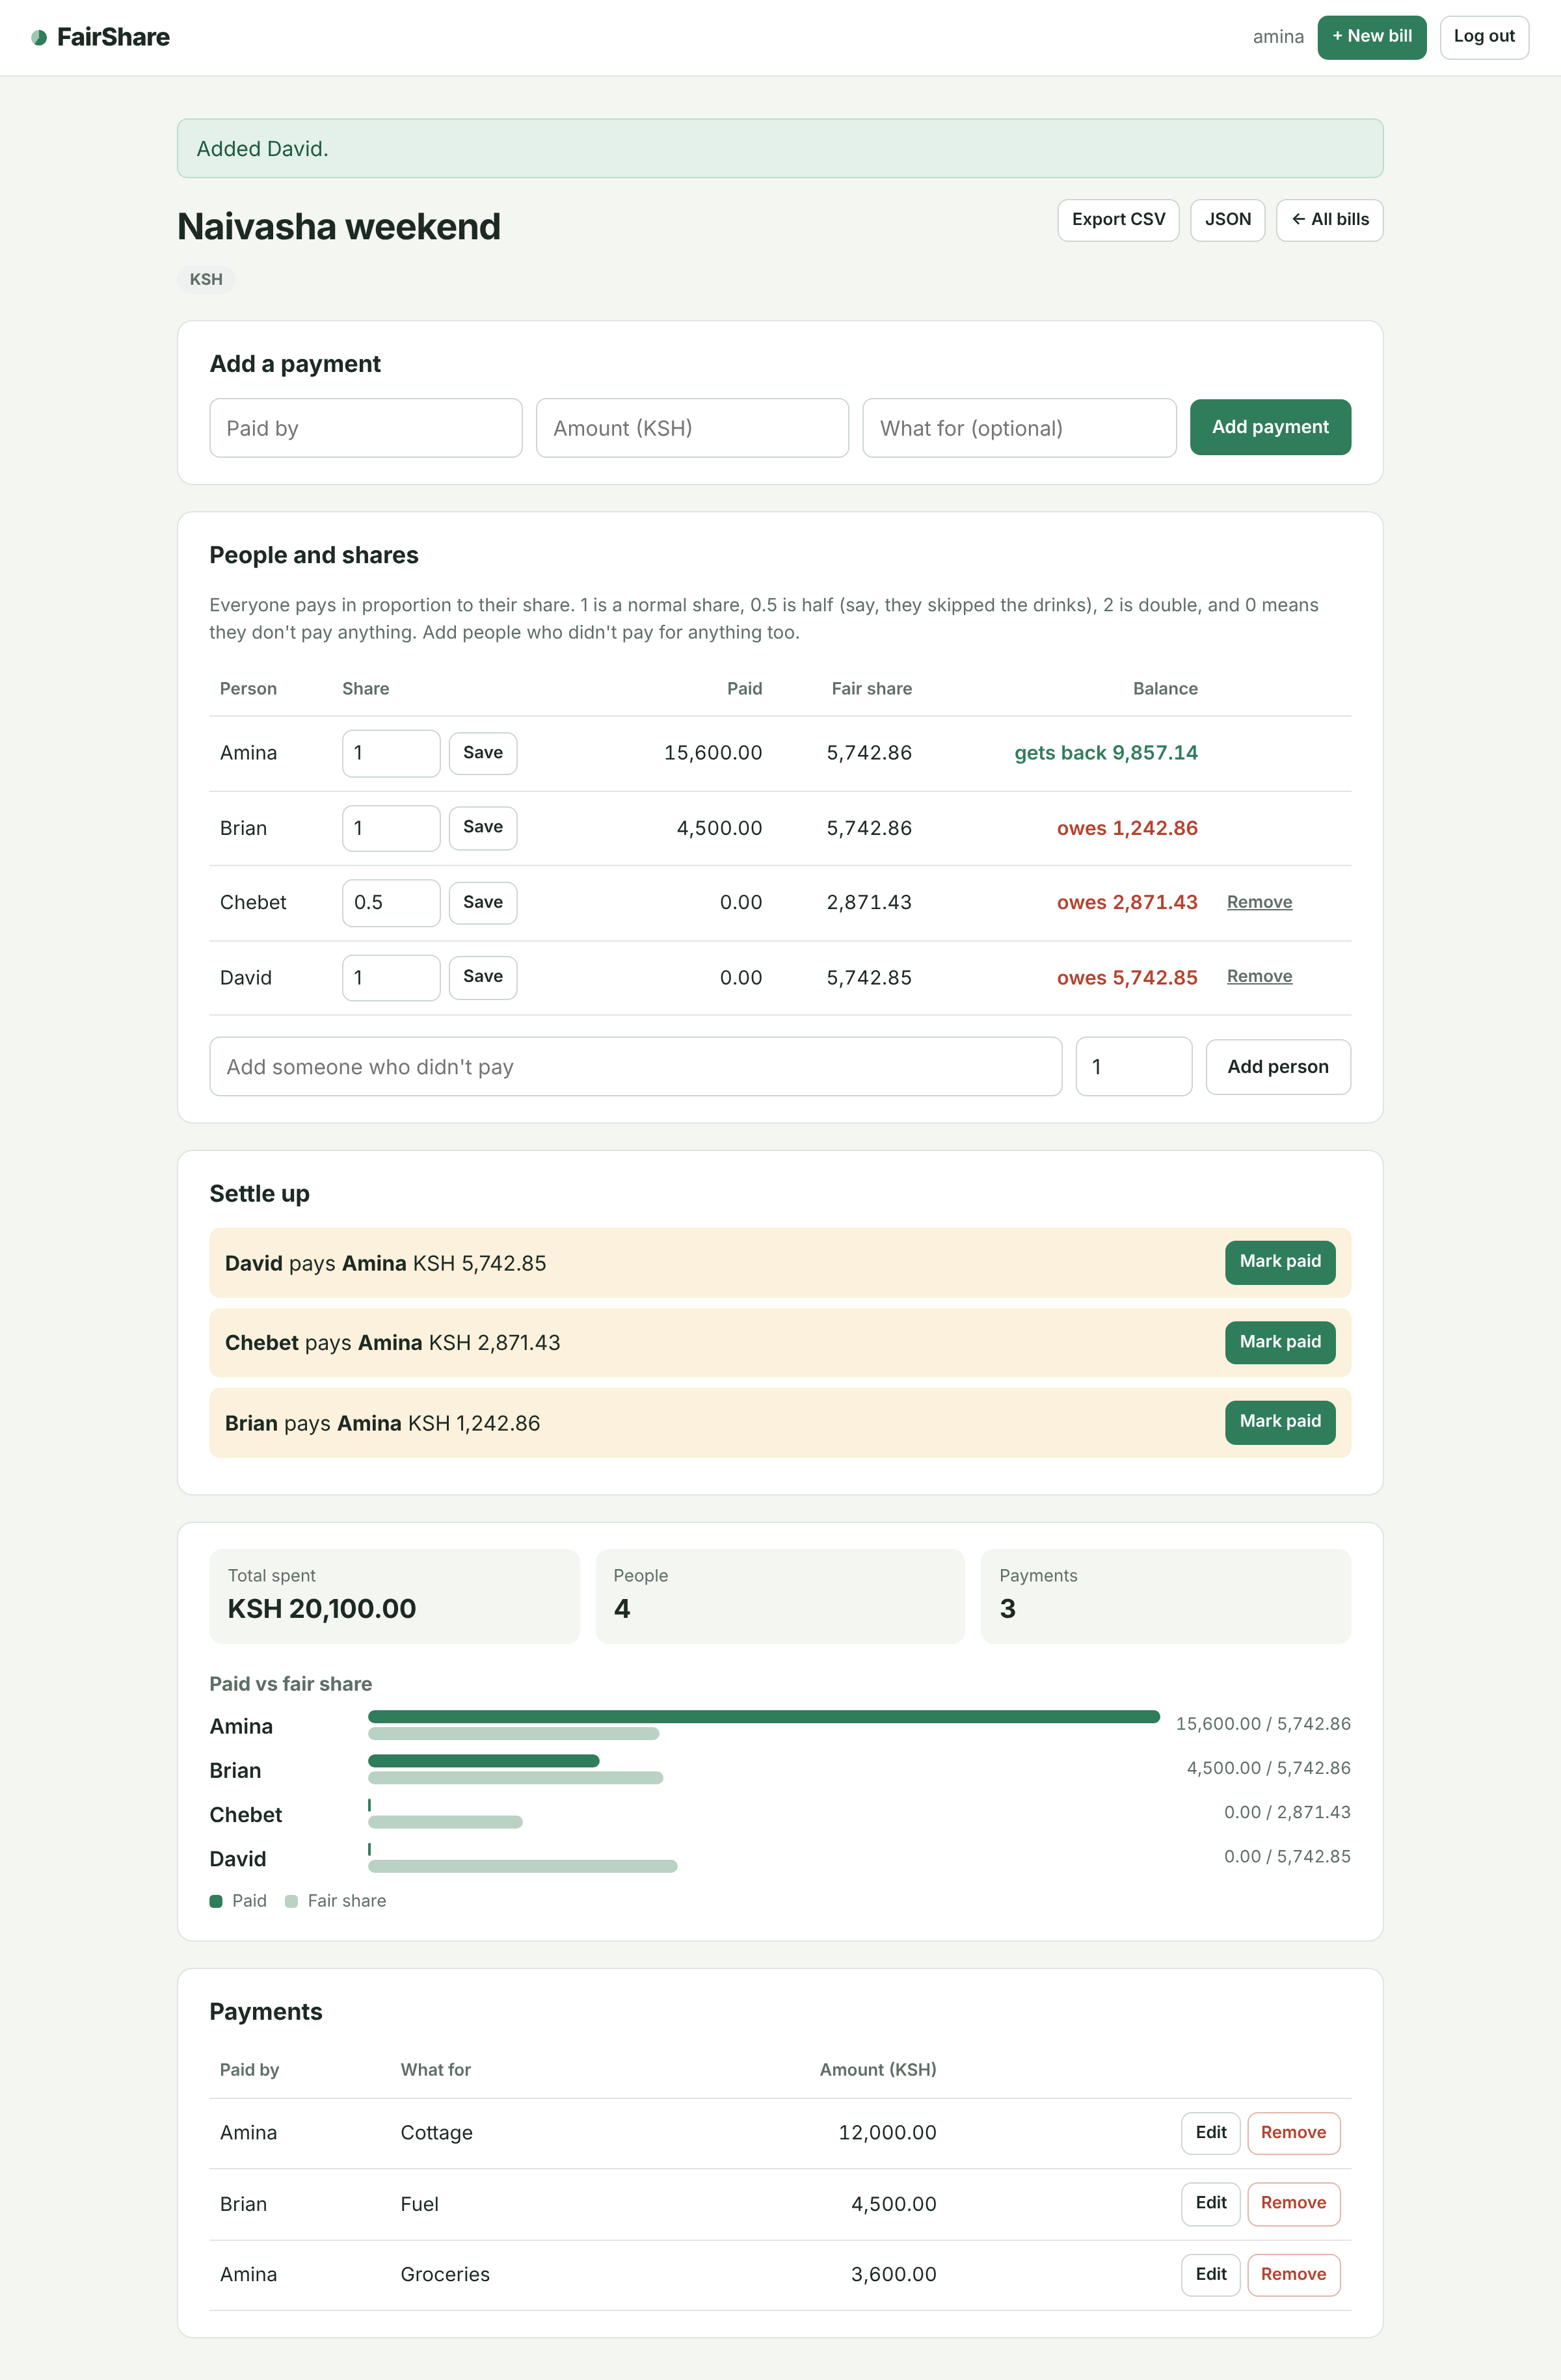 FairShare
amina
+ New bill
Log out
Added David.
Naivasha weekend
Export CSV
JSON
← All bills
KSH
Add a payment
Paid by
Amount (KSH)
What for (optional)
Add payment
People and shares
Everyone pays in proportion to their share. 1 is a normal share, 0.5 is half (say, they skipped the drinks), 2 is double, and 0 means
they don't pay anything. Add people who didn't pay for anything too.
Person Share Paid Fair share Balance
Amina 1 Save 15,600.00 5,742.86 gets back 9,857.14
Brian 1 Save 4,500.00 5,742.86 owes 1,242.86
Chebet 0.5 Save 0.00 2,871.43 owes 2,871.43 Remove
David 1 Save 0.00 5,742.85 owes 5,742.85 Remove
Add someone who didn't pay 1 Add person
Settle up
David pays Amina KSH 5,742.85 Mark paid
Chebet pays Amina KSH 2,871.43 Mark paid
Brian pays Amina KSH 1,242.86 Mark paid
Total spent
KSH 20,100.00
People
4
Payments
3
Paid vs fair share
Amina 15,600.00 / 5,742.86
Brian 4,500.00 / 5,742.86
Chebet 0.00 / 2,871.43
David 0.00 / 5,742.85
Paid Fair share
Payments
Paid by What for Amount (KSH)
Amina Cottage 12,000.00 Edit Remove
Brian Fuel 4,500.00 Edit Remove
Amina Groceries 3,600.00 Edit Remove